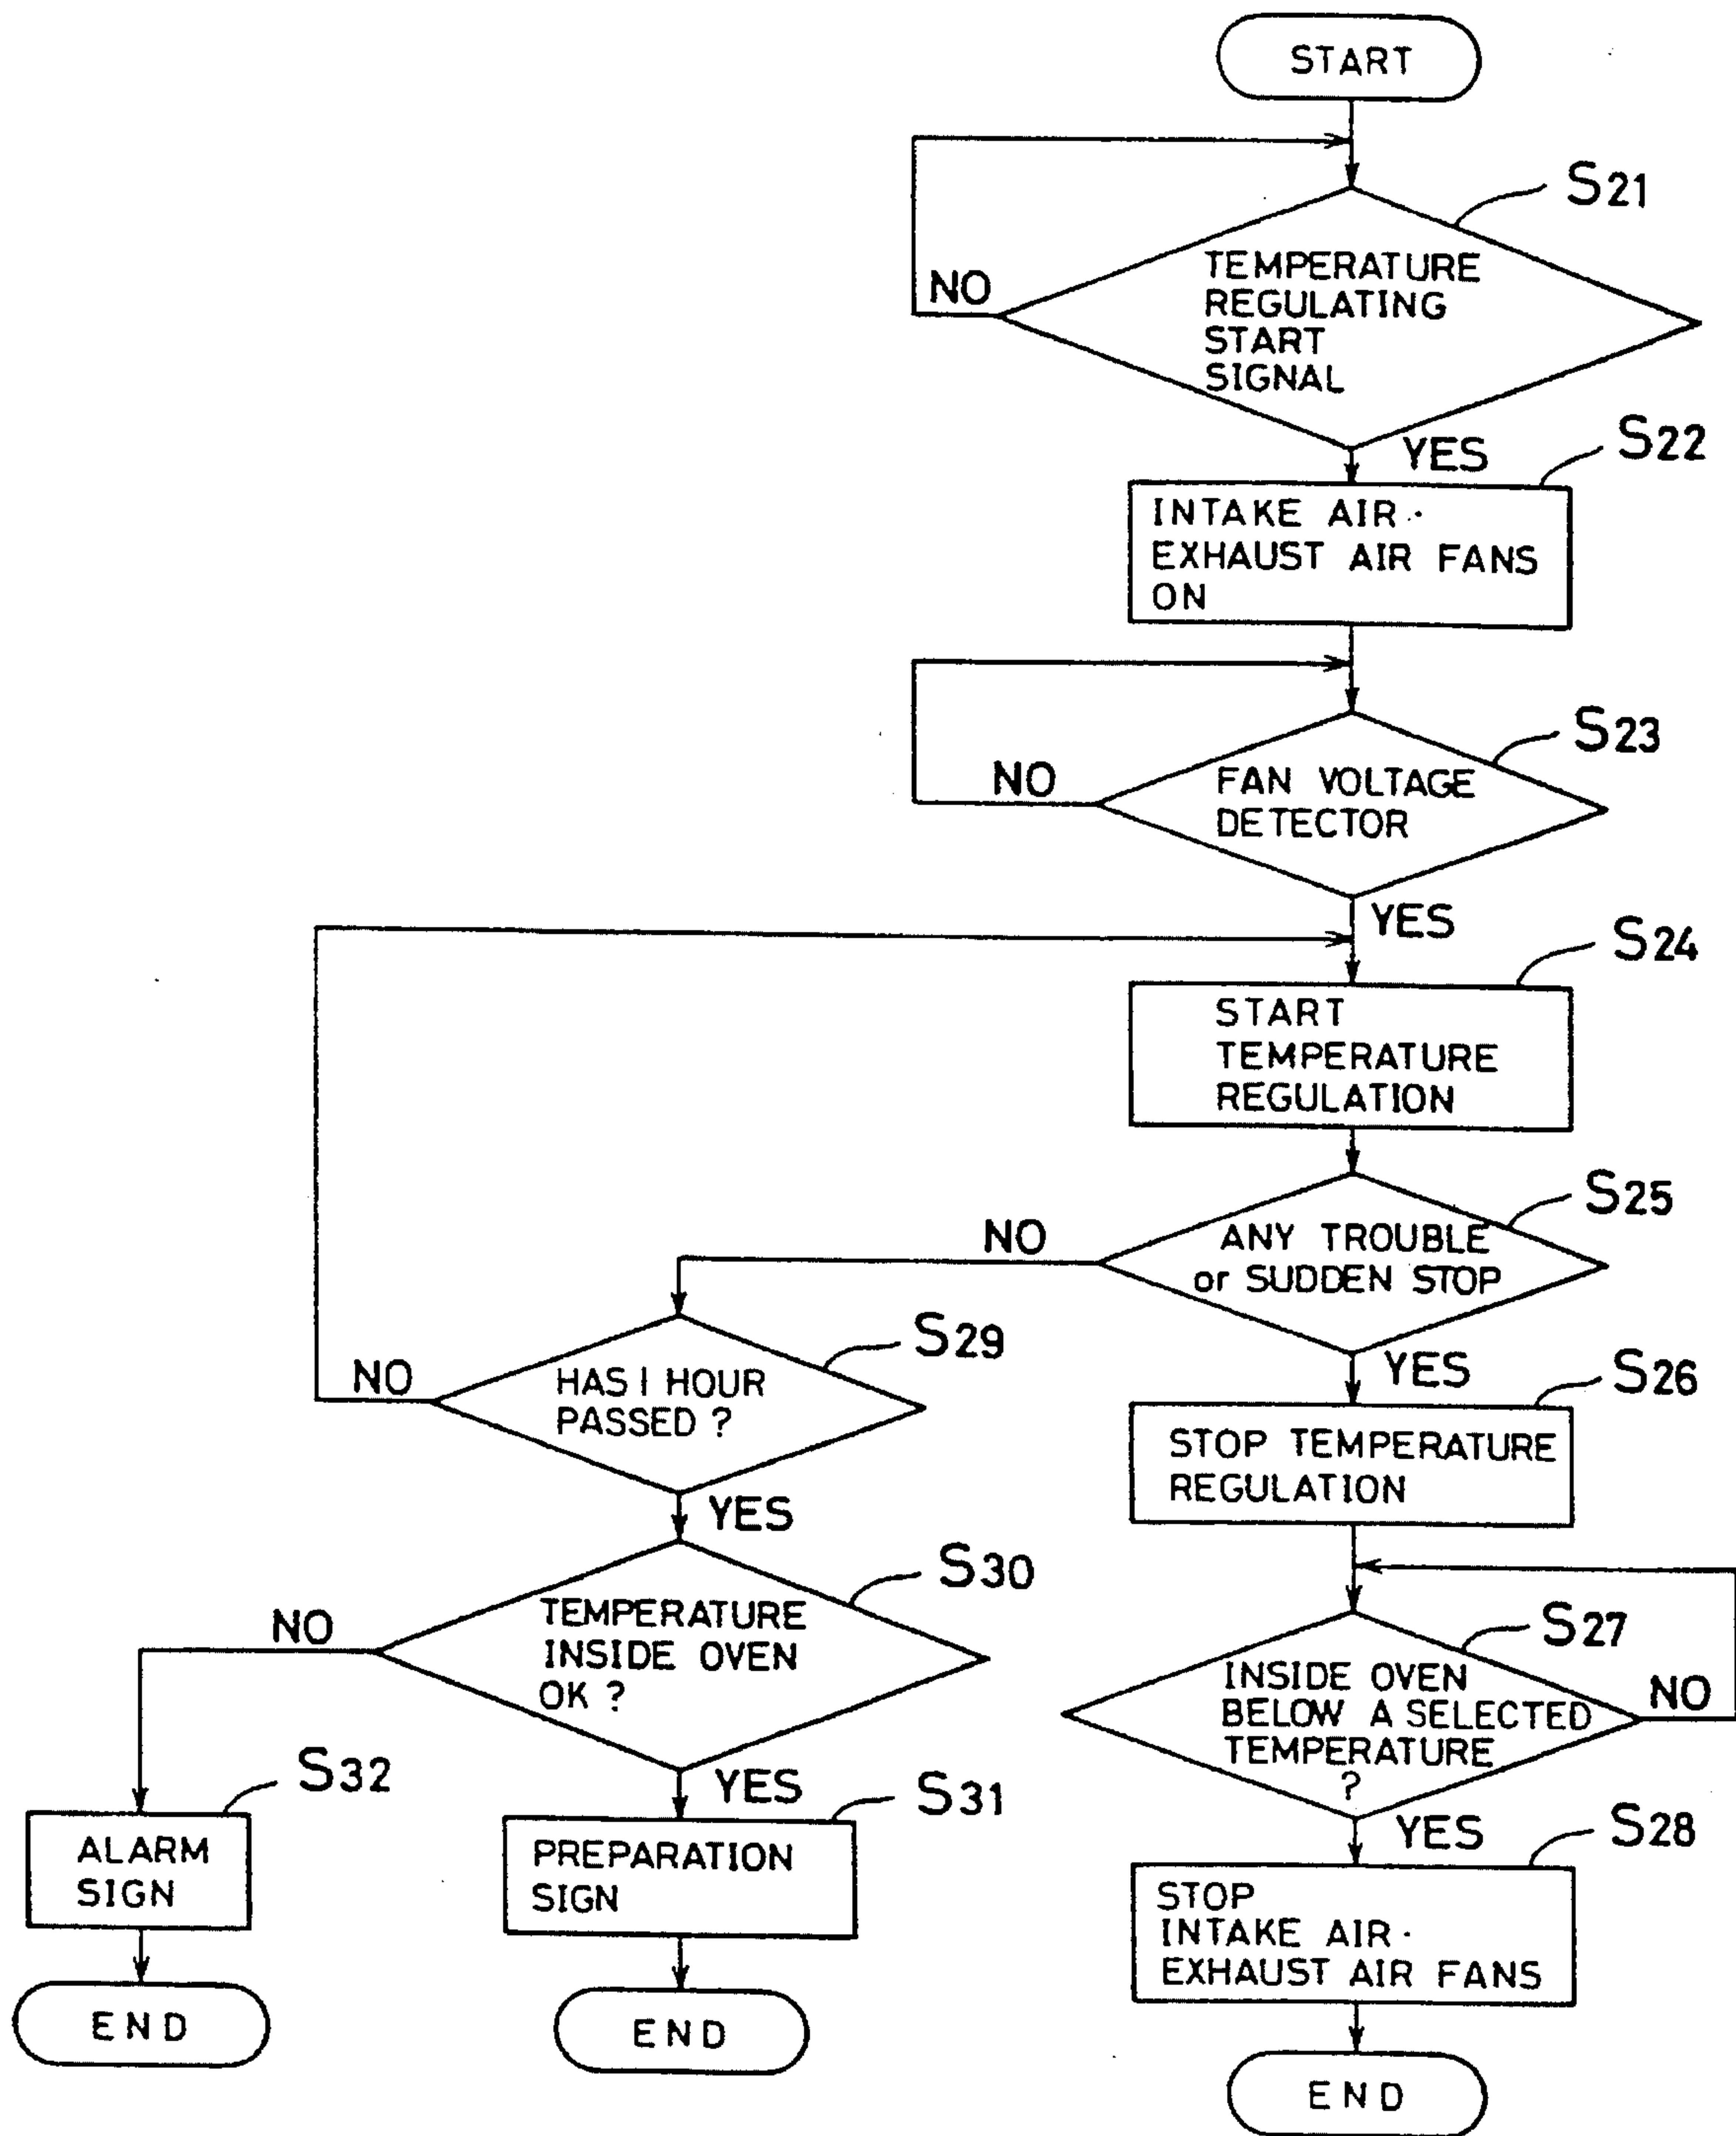 START
S21
TEMPERATURE
REGULATING
START
SIGNAL
NO
YES
S22
INTAKE AIR·
EXHAUST AIR FANS
ON
S23
FAN VOLTAGE
DETECTOR
NO
YES
S24
START
TEMPERATURE
REGULATION
S25
ANY TROUBLE
or SUDDEN STOP
NO
YES
S29
HAS 1 HOUR
PASSED ?
NO
YES
S26
STOP TEMPERATURE
REGULATION
S30
TEMPERATURE
INSIDE OVEN
OK ?
NO
YES
S27
INSIDE OVEN
BELOW A SELECTED
TEMPERATURE
?
NO
YES
S32
ALARM
SIGN
S31
PREPARATION
SIGN
S28
STOP
INTAKE AIR·
EXHAUST AIR FANS
END
END
END